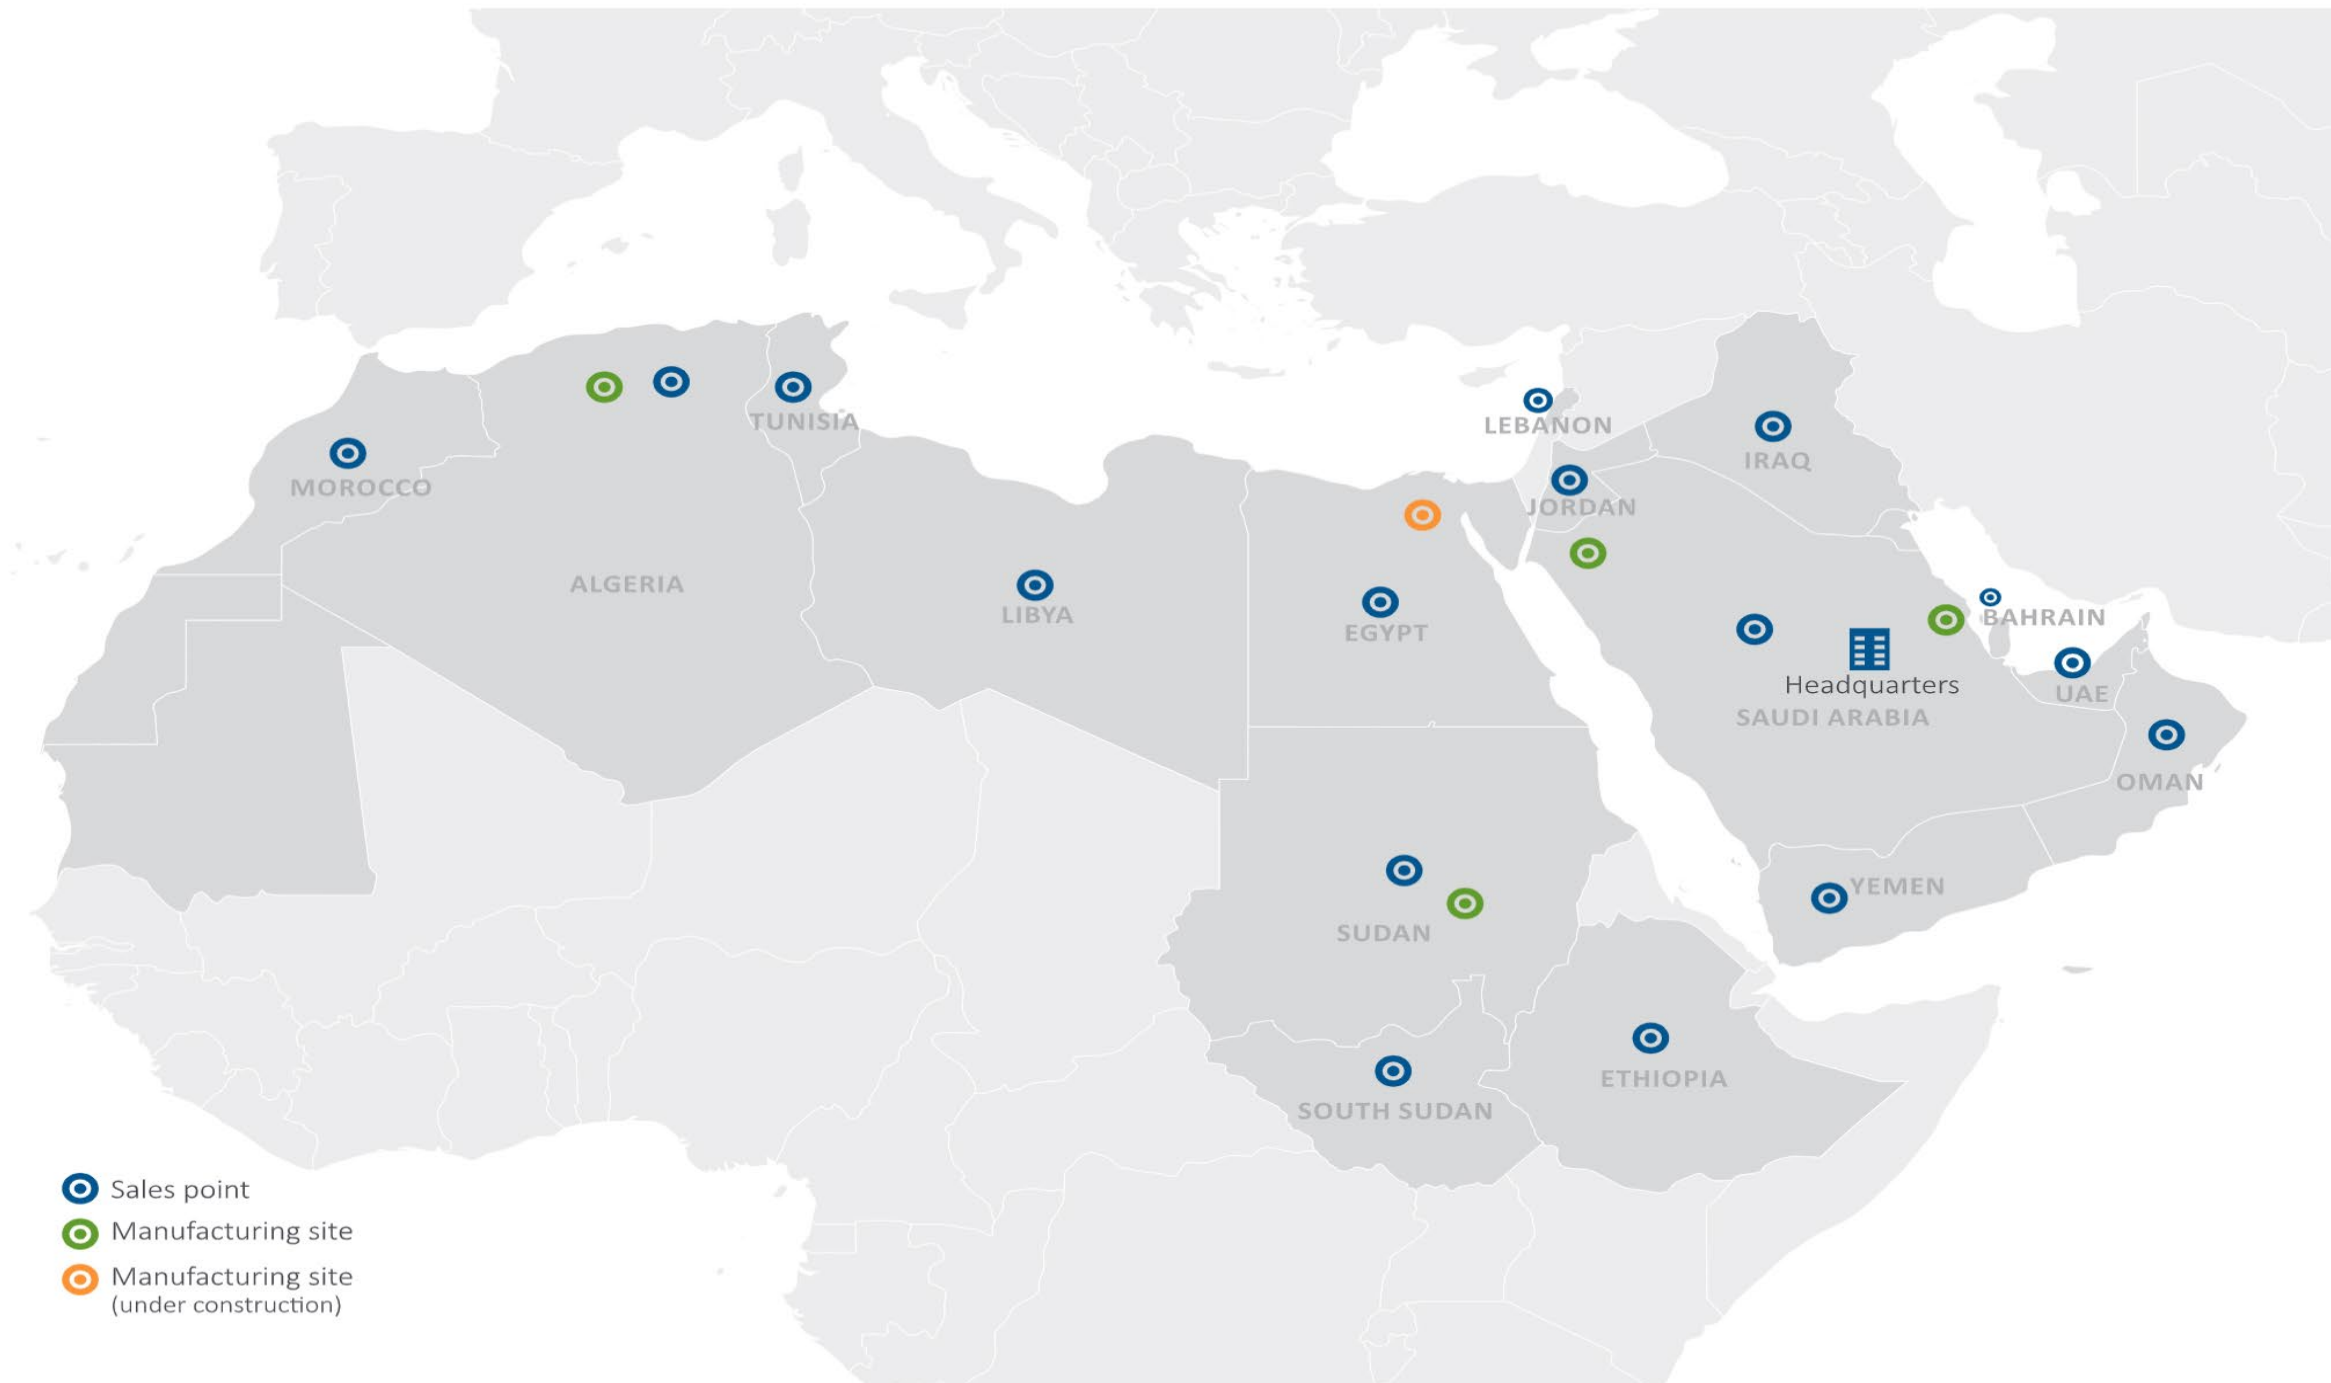 TUNISIA
LEBANON
IRAQ
MOROCCO
JORDAN
ALGERIA
LIBYA
BAHRAIN
EGYPT
Headquarters
UAE
SAUDI ARABIA
OMAN
YEMEN
SUDAN
ETHIOPIA
SOUTH SUDAN
Sales point
Manufacturing site
Manufacturing site
(under construction)